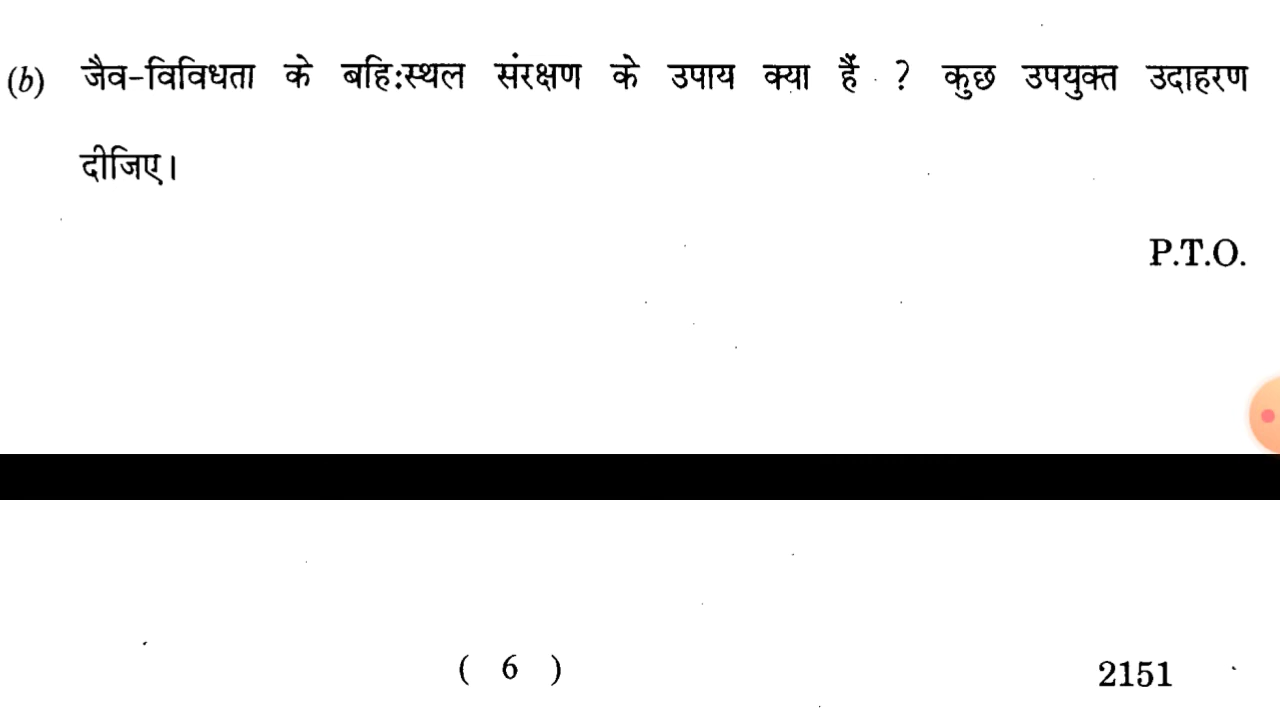 (b) जैव-विविधता के बहि:स्थल संरक्षण के उपाय क्या हैं ? कुछ उपयुक्त उदाहरण
दीजिए।
P.T.O.
( 6 ) 2151